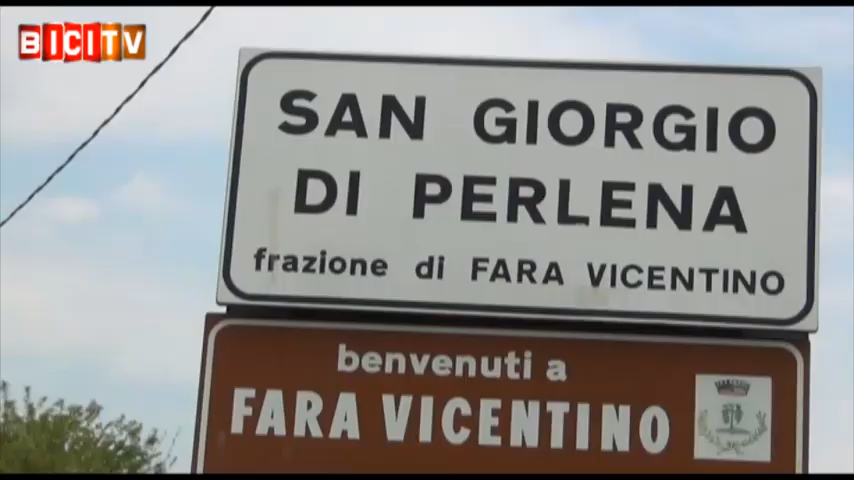 BICITV
SAN GIORGIO
DI PERLENA
frazione di FARA VICENTINO
benvenuti a
FARA VICENTINO